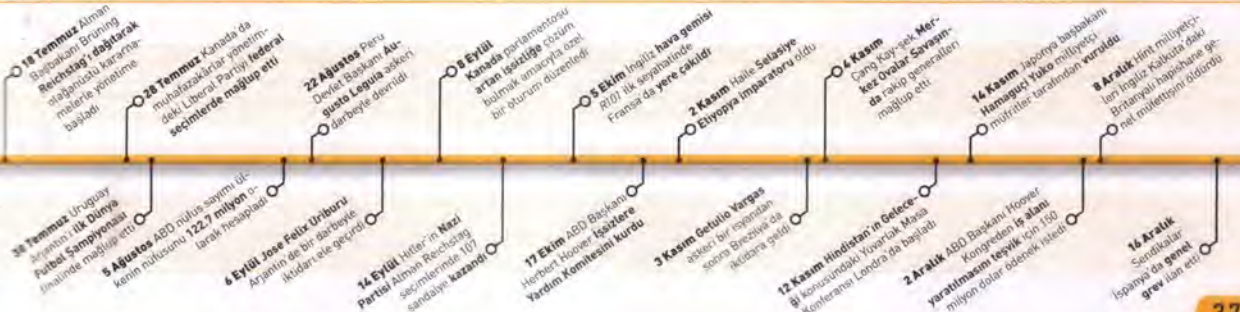 18 Temmuz Alman
Başbakanı Brüning
Reichstag'ı dağıtarak
olağanüstü kararna-
melerle yönetime
başladı
28 Temmuz Kanada'da
muhafazakârlar yönetim-
deki Liberal Partiyi federal
seçimlerde mağlup etti
22 Ağustos Peru
Devlet Başkanı Au-
gusto Leguia askeri
darbeyle devrildi
8 Eylül
Kanada parlamentosu
artan işsizliğe çözüm
bulmak amacıyla özel
bir oturum düzenledi
5 Ekim İngiliz hava gemisi
R101 ilk seyahatinde
Fransa'da yere çakıldı
2 Kasım Haile Selasiye
Etiyopya İmparatoru oldu
4 Kasım
Çang Kay-şek Mer-
kez Ovalar Savaşın-
da rakip generalleri
mağlup etti
14 Kasım Japonya başbakanı
Hamaguçi Yuko milliyetçi
müfritler tarafından vuruldu
8 Aralık Hint milliyetçi-
leri İngiliz Kalkuta'daki
Britanyalı hapishane ge-
nel müfettişini öldürdü
30 Temmuz Uruguay
Arjantin'i ilk Dünya
Futbol Şampiyonası
finalinde mağlup etti
5 Ağustos ABD nüfus sayımı ül-
kenin nüfusunu 122.7 milyon o-
larak hesapladı
6 Eylül Jose Felix Uriburu
Arjantin'de bir darbeyle
iktidarı ele geçirdi
14 Eylül Hitler'in Nazi
Partisi Alman Reichstag
seçimlerinde 107
sandalye kazandı
17 Ekim ABD Başkanı
Herbert Hoover İşsizlere
Yardım Komitesini kurdu
3 Kasım Getulio Vargas
askeri bir isyandan
sonra Brezilya'da
iktidara geldi
12 Kasım Hindistan'ın Gelece-
ği konusundaki Yuvarlak Masa
Konferansı Londra'da başladı
2 Aralık ABD Başkanı Hoover
Kongreden iş alanı
yaratılmasını teşvik için 150
milyon dolar ödenek istedi
16 Aralık
Sendikalar
İspanya'da genel
grev ilan etti